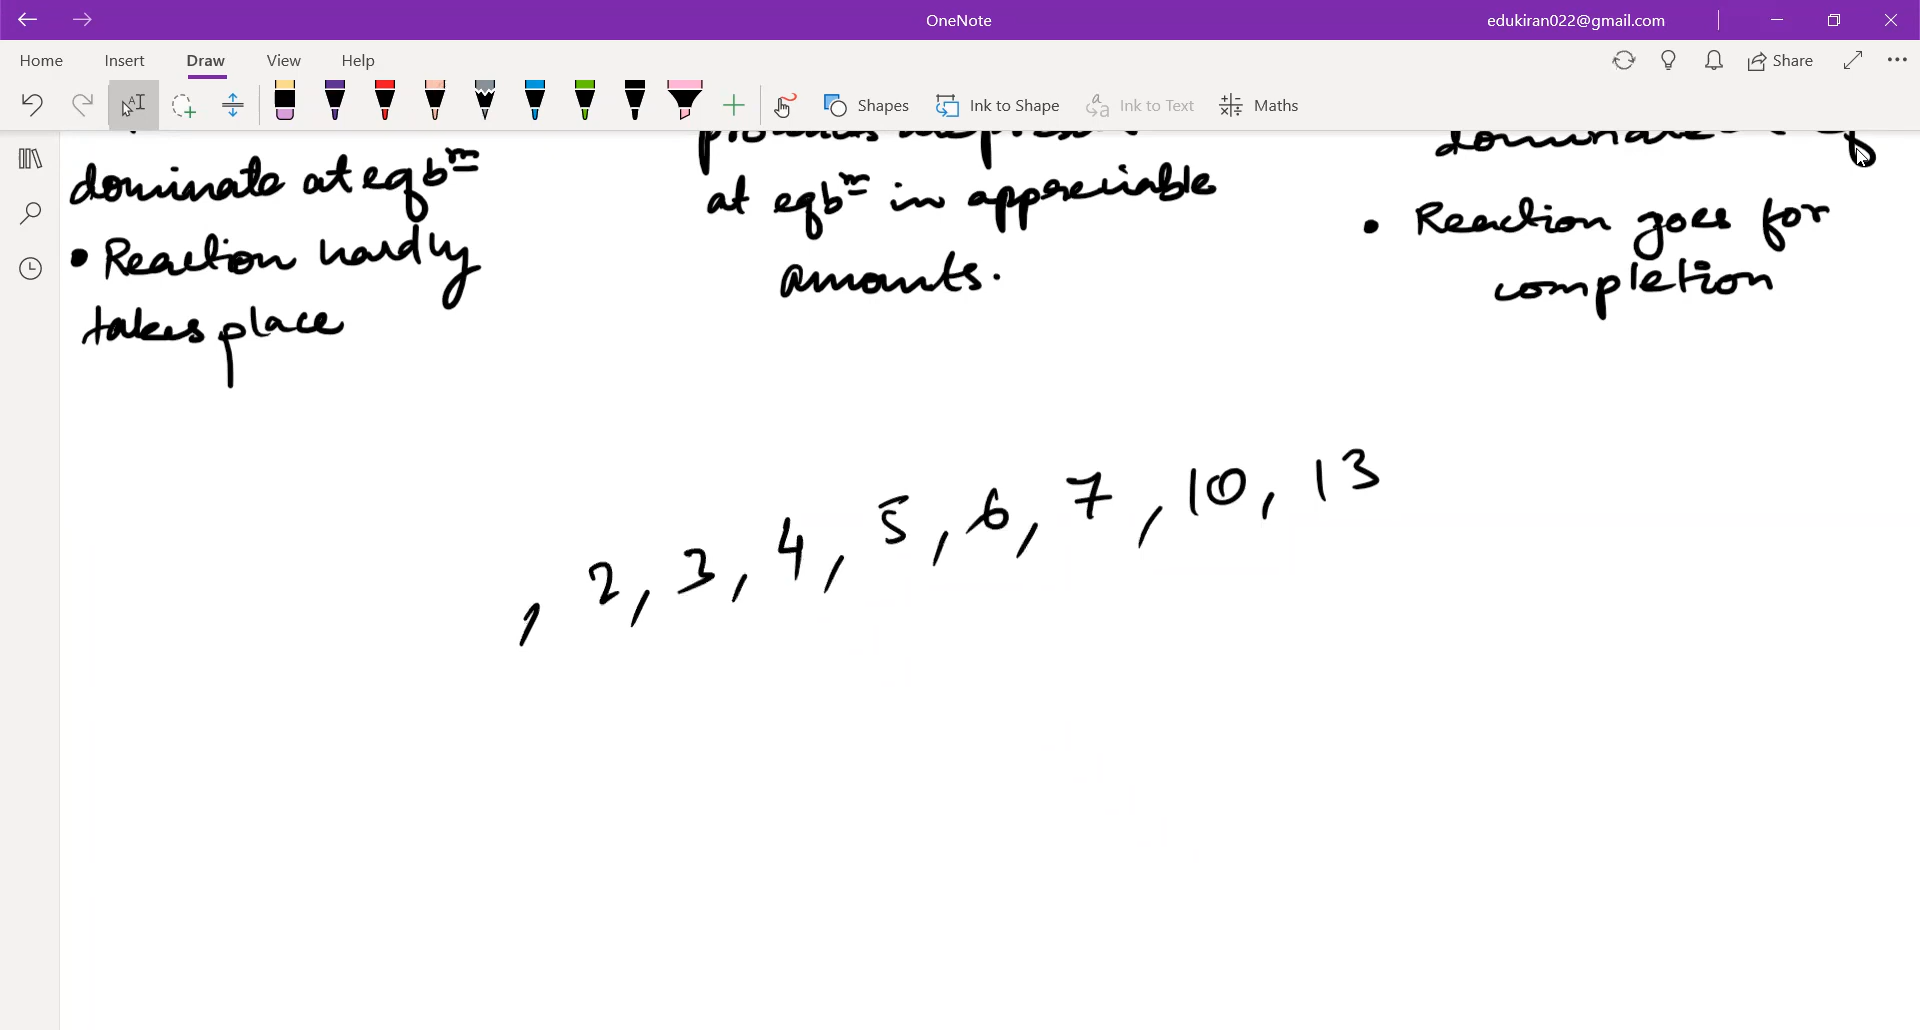 OneNote
edukiran022@gmail.com
Home Insert Draw View Help
Share
Shapes Ink to Shape Ink to Text Maths
dominate at eqbm
• Reaction hardly
takes place
at eqbm in appreciable
amounts.
• Reaction goes for
completion
, 2, 3, 4, 5, 6, 7, 10, 13